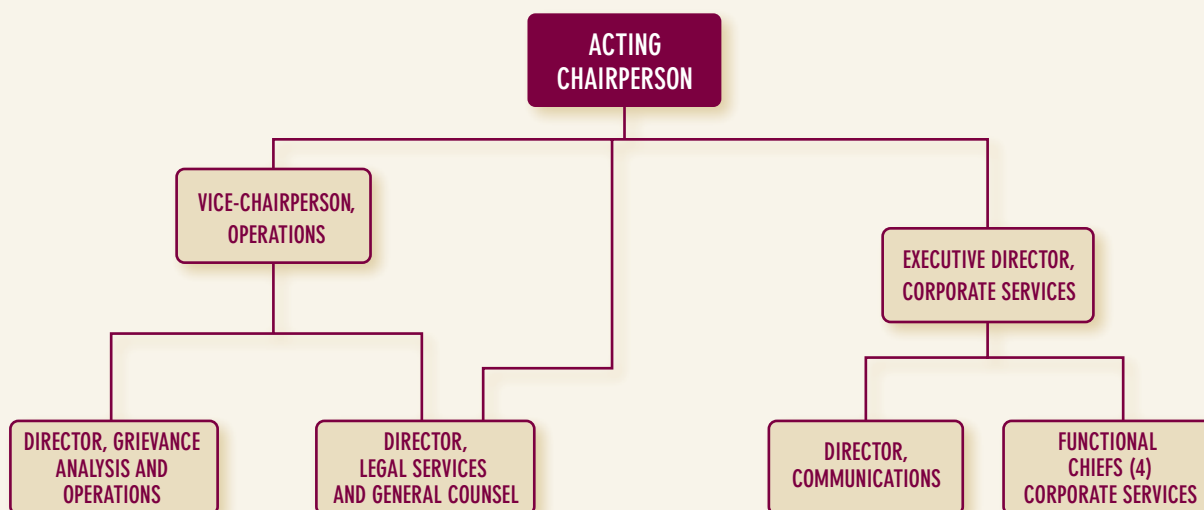 ACTING
CHAIRPERSON
VICE-CHAIRPERSON,
OPERATIONS
EXECUTIVE DIRECTOR,
CORPORATE SERVICES
DIRECTOR, GRIEVANCE
ANALYSIS AND
OPERATIONS
DIRECTOR,
LEGAL SERVICES
AND GENERAL COUNSEL
DIRECTOR,
COMMUNICATIONS
FUNCTIONAL
CHIEFS (4)
CORPORATE SERVICES